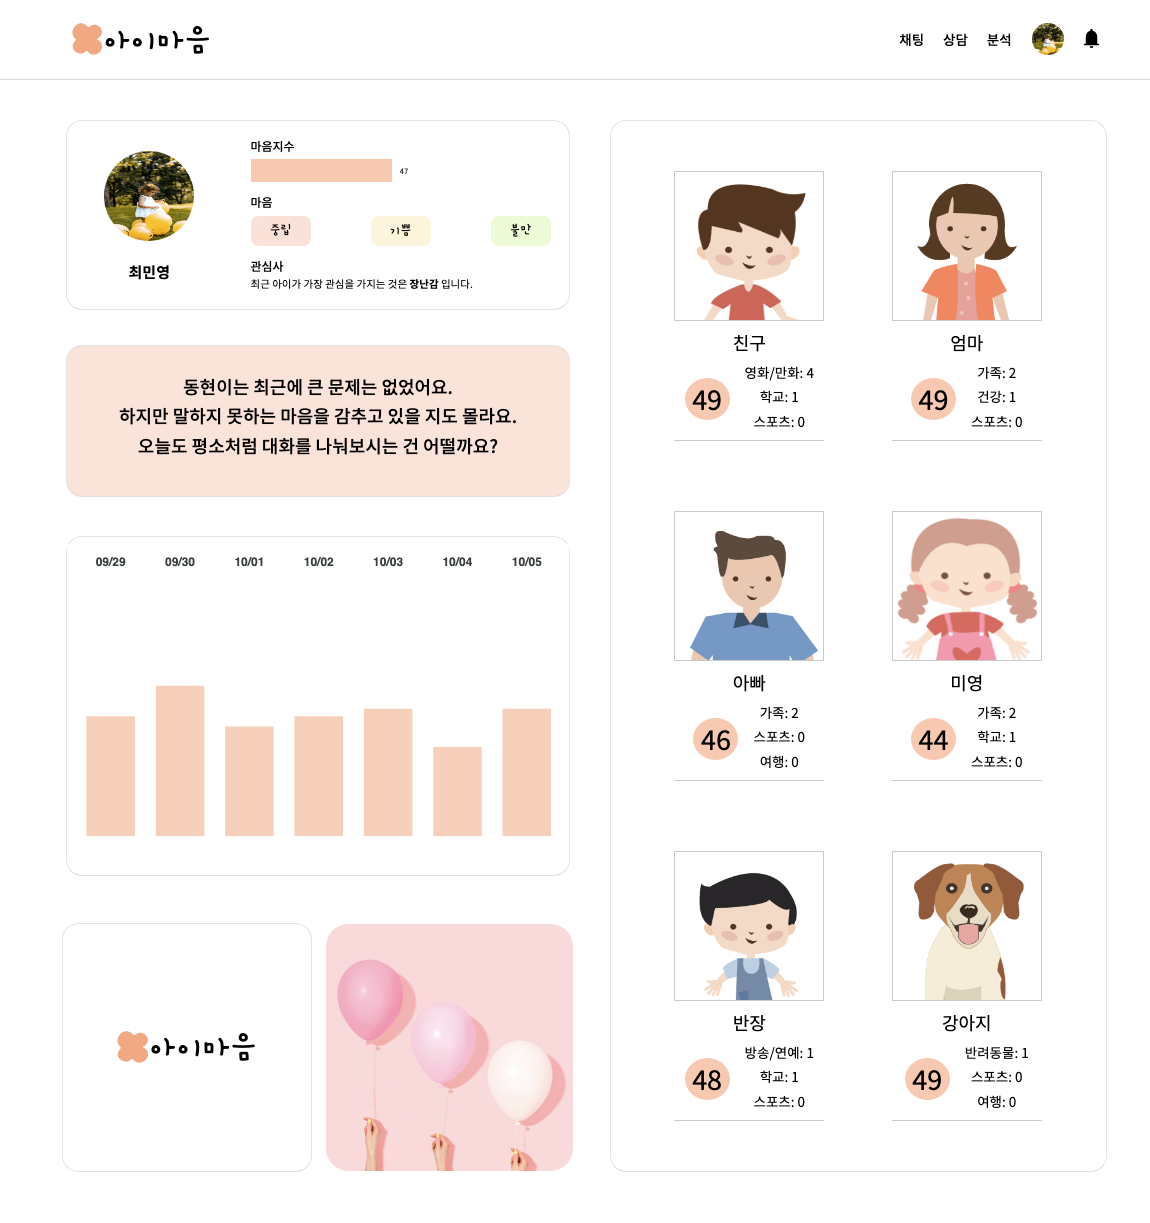 아이마음
채팅 상담 분석
마음지수
47
마음
중립 기쁨 불만
최민영
관심사
최근 아이가 가장 관심을 가지는 것은 장난감 입니다.
동현이는 최근에 큰 문제는 없었어요.
하지만 말하지 못하는 마음을 감추고 있을 지도 몰라요.
오늘도 평소처럼 대화를 나눠보시는 건 어떨까요?
09/29 09/30 10/01 10/02 10/03 10/04 10/05
아이마음
친구
49
영화/만화: 4
학교: 1
스포츠: 0
엄마
49
가족: 2
건강: 1
스포츠: 0
아빠
46
가족: 2
스포츠: 0
여행: 0
미영
44
가족: 2
학교: 1
스포츠: 0
반장
48
방송/연예: 1
학교: 1
스포츠: 0
강아지
49
반려동물: 1
스포츠: 0
여행: 0